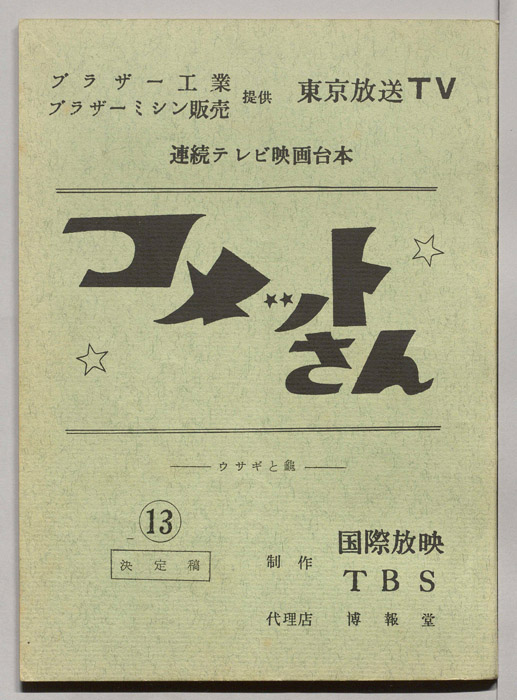 ブラザー工業
ブラザーミシン販売
提供
東京放送TV
連続テレビ映画台本
コメットさん
ウサギと龜
13
決定稿
制作
国際放映
TBS
代理店 博報堂